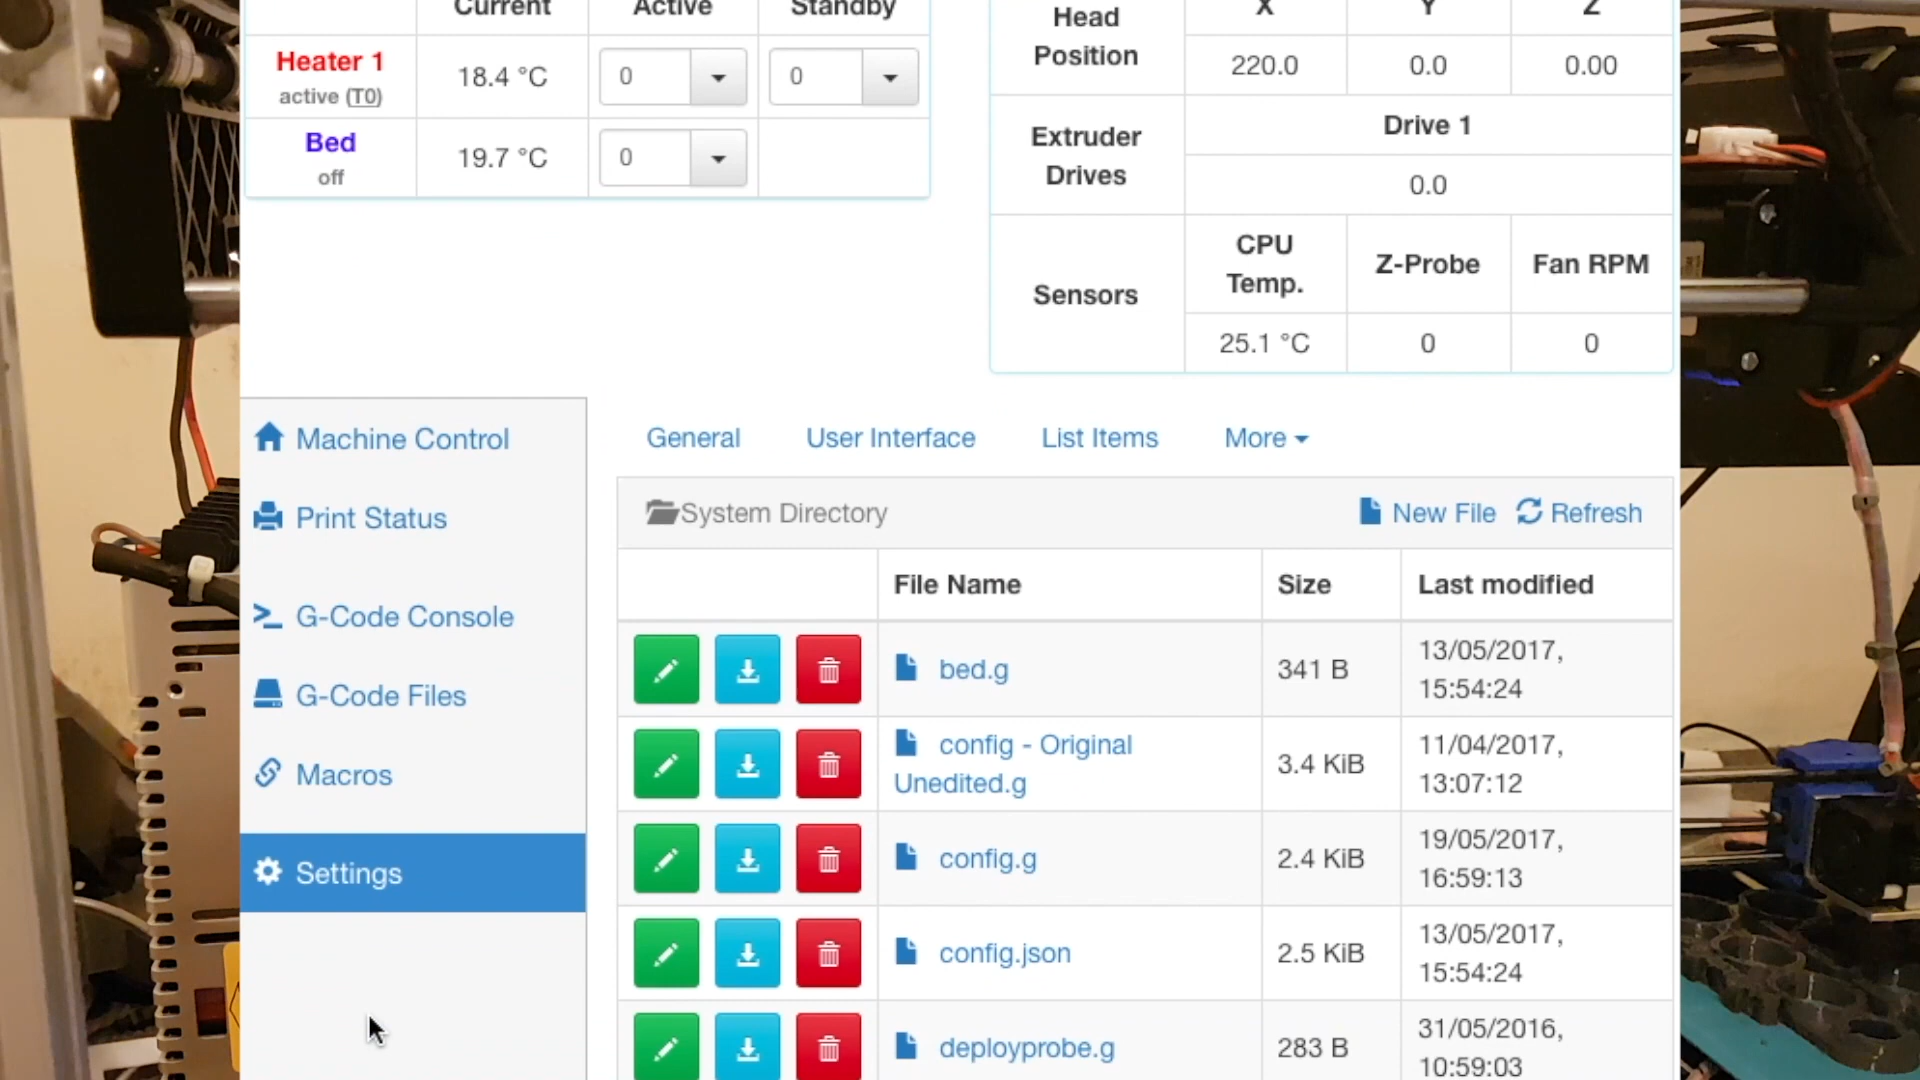 Current Active Standby
Heater 1
active (T0)
18.4 °C
0
0
Bed
off
19.7 °C
0
Head
Position
X Y Z
220.0 0.0 0.00
Extruder
Drives
Drive 1
0.0
Sensors
CPU
Temp.
Z-Probe
Fan RPM
25.1 °C 0 0
Machine Control
Print Status
G-Code Console
G-Code Files
Macros
Settings
General User Interface List Items More
System Directory New File Refresh
File Name Size Last modified
bed.g 341 B 13/05/2017,
15:54:24
config - Original
Unedited.g
3.4 KiB
11/04/2017,
13:07:12
config.g 2.4 KiB 19/05/2017,
16:59:13
config.json 2.5 KiB 13/05/2017,
15:54:24
deployprobe.g 283 B 31/05/2016,
10:59:03